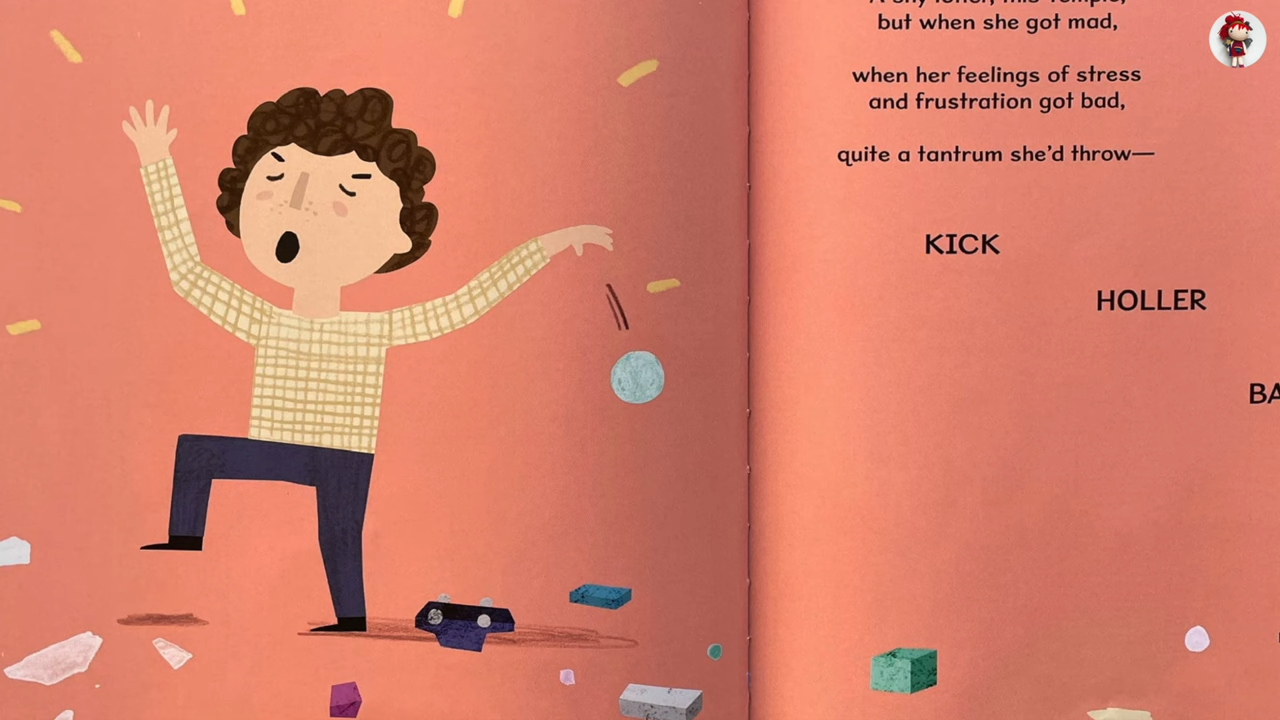 but when she got mad,
when her feelings of stress
and frustration got bad,
quite a tantrum she'd throw—
KICK
HOLLER